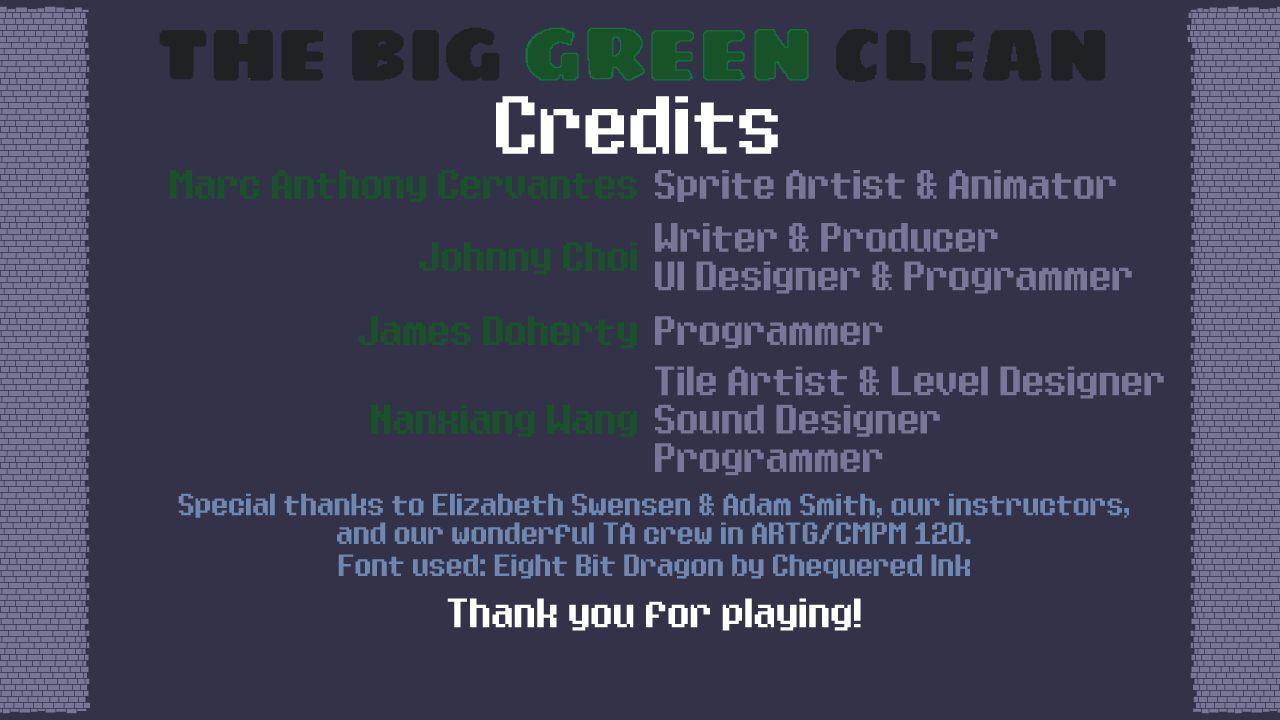 THE BIG GREEN CLEAN
Credits
Marc Anthony Cervantes Sprite Artist & Animator
Johnny Choi Writer & Producer
UI Designer & Programmer
James Doherty Programmer
Nanxiang Wang Tile Artist & Level Designer
Sound Designer
Programmer
Special thanks to Elizabeth Swensen & Adam Smith, our instructors,
and our wonderful TA crew in ARTG/CMPM 120.
Font used: Eight Bit Dragon by Chequered Ink
Thank you for playing!